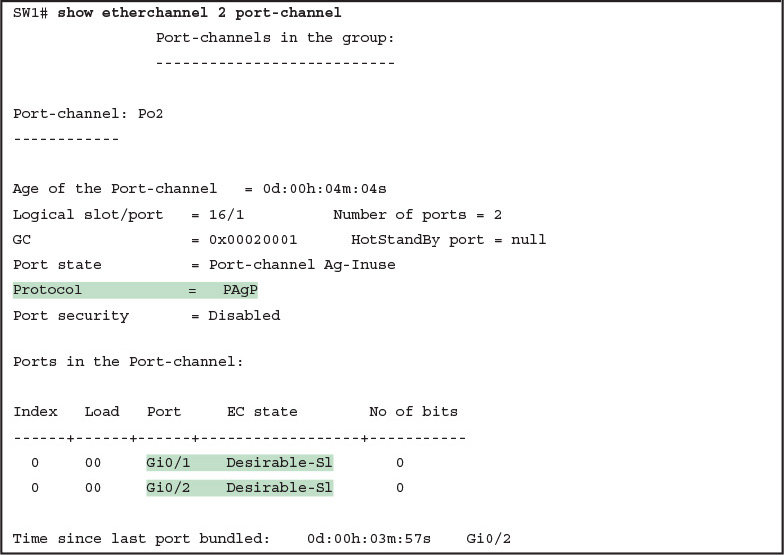 SW1# show etherchannel 2 port-channel
Port-channels in the group:
---------------------------
Port-channel: Po2
------------
Age of the Port-channel   = 0d:00h:04m:04s
Logical slot/port   = 16/1          Number of ports = 2
GC                  = 0x00020001      HotStandBy port = null
Port state          = Port-channel Ag-Inuse
Protocol            =   PAgP
Port security       = Disabled
Ports in the Port-channel:
Index   Load   Port     EC state        No of bits
------+------+------+------------------+-----------
  0     00     Gi0/1    Desirable-Sl       0
  0     00     Gi0/2    Desirable-Sl       0
Time since last port bundled:    0d:00h:03m:57s    Gi0/2